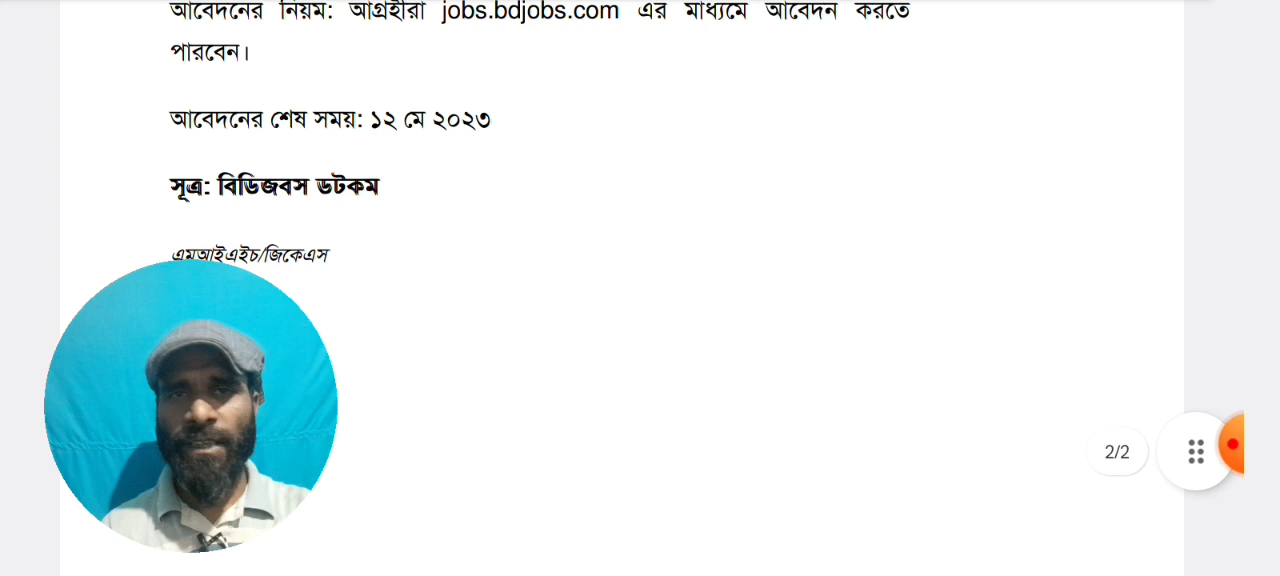 আবেদনের নিয়ম: আগ্রহীরা jobs.bdjobs.com এর মাধ্যমে আবেদন করতে
পারবেন।
আবেদনের শেষ সময়: ১২ মে ২০২৩
সূত্র: বিডিজবস ডটকম
এমআইএইচ/জিকেএস
2/2